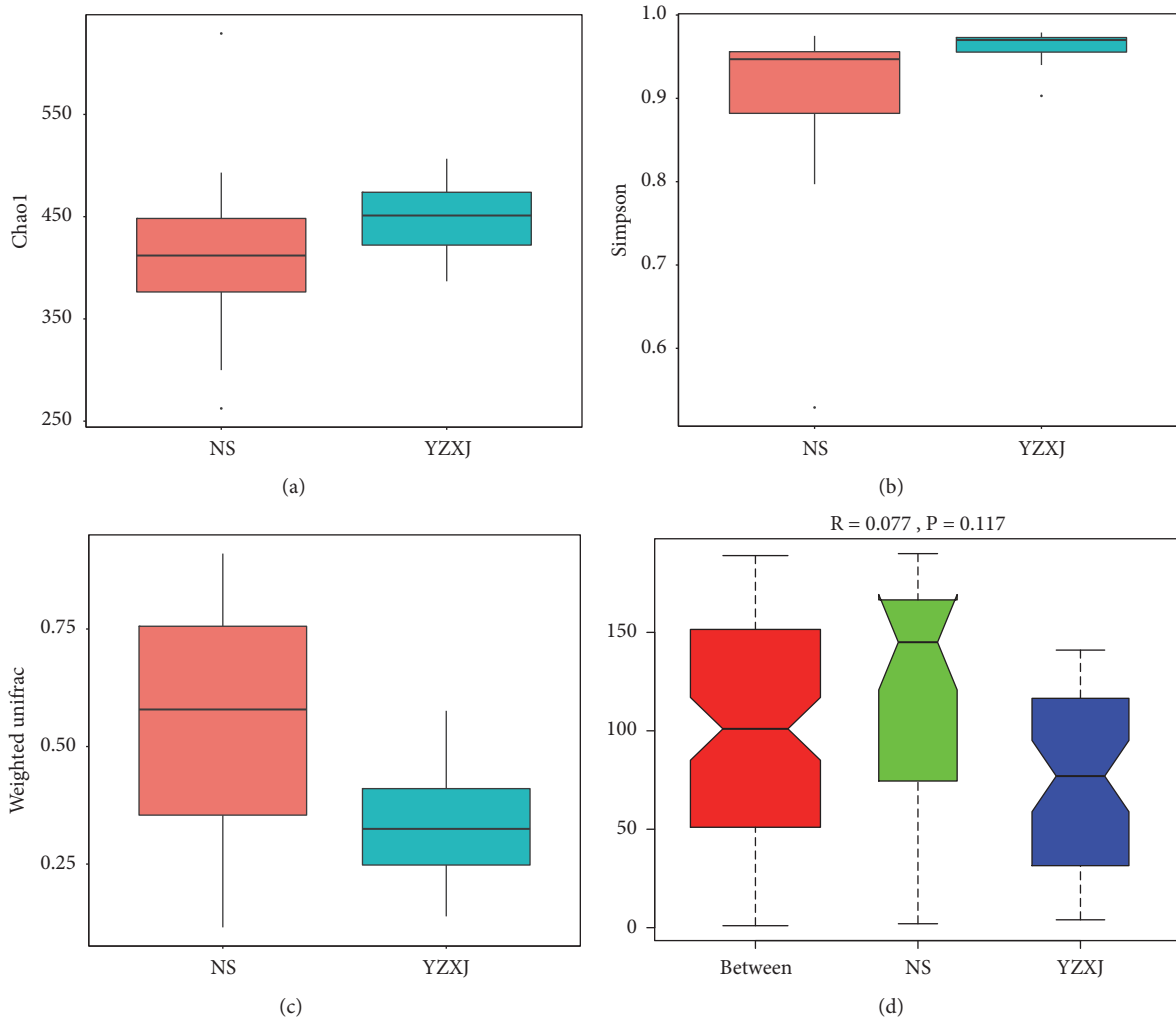 Chao1
550
450
350
250
NS YZXJ
(a)
Simpson
1.0
0.9
0.8
0.7
0.6
NS YZXJ
(b)
Weighted unifrac
0.75
0.50
0.25
NS YZXJ
(c)
R = 0.077 , P = 0.117
150
100
50
0
Between NS YZXJ
(d)